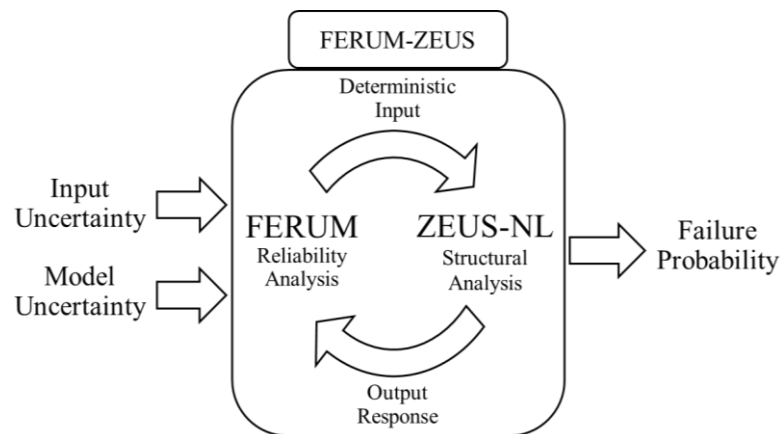 FERUM-ZEUS
Deterministic
Input
Input
Uncertainty
Model
Uncertainty
FERUM
Reliability
Analysis
ZEUS-NL
Structural
Analysis
Output
Response
Failure
Probability